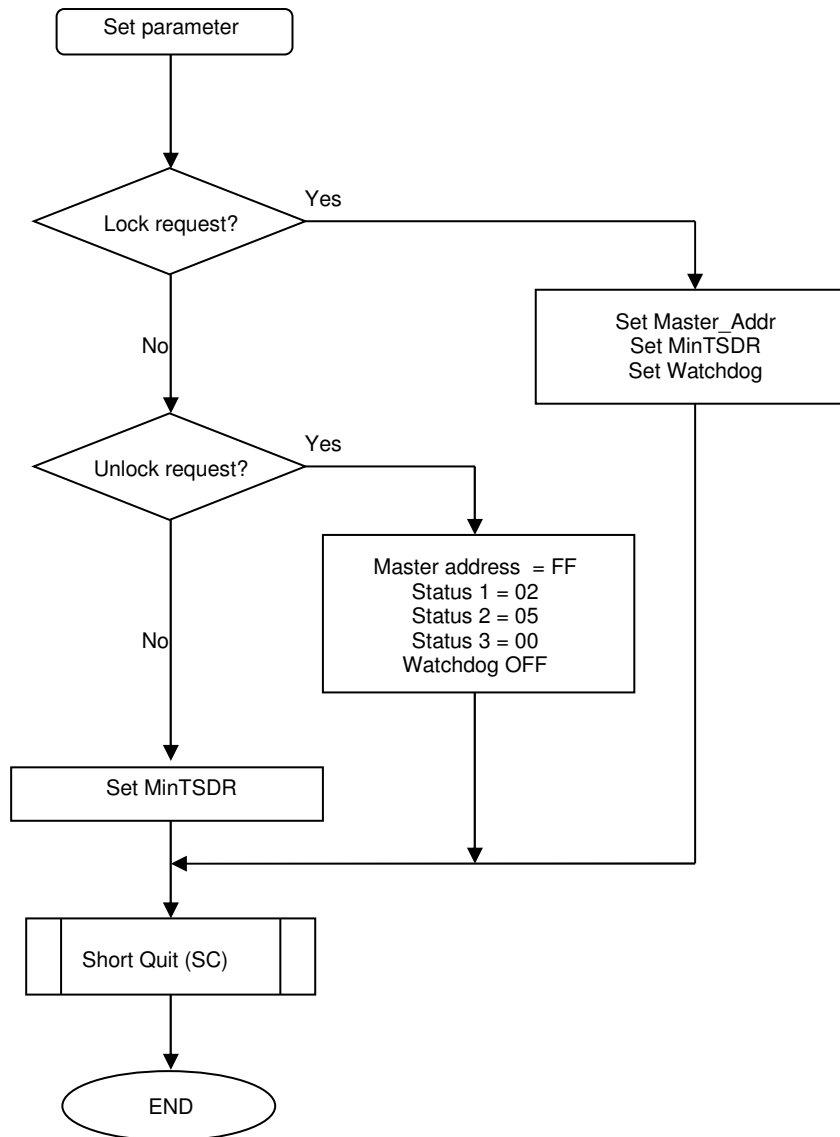 Set parameter
Yes
Lock request?
Set Master_Addr
Set MinTSDR
Set Watchdog
No
Yes
Unlock request?
Master address = FF
Status 1 = 02
Status 2 = 05
Status 3 = 00
Watchdog OFF
No
Set MinTSDR
Short Quit (SC)
END